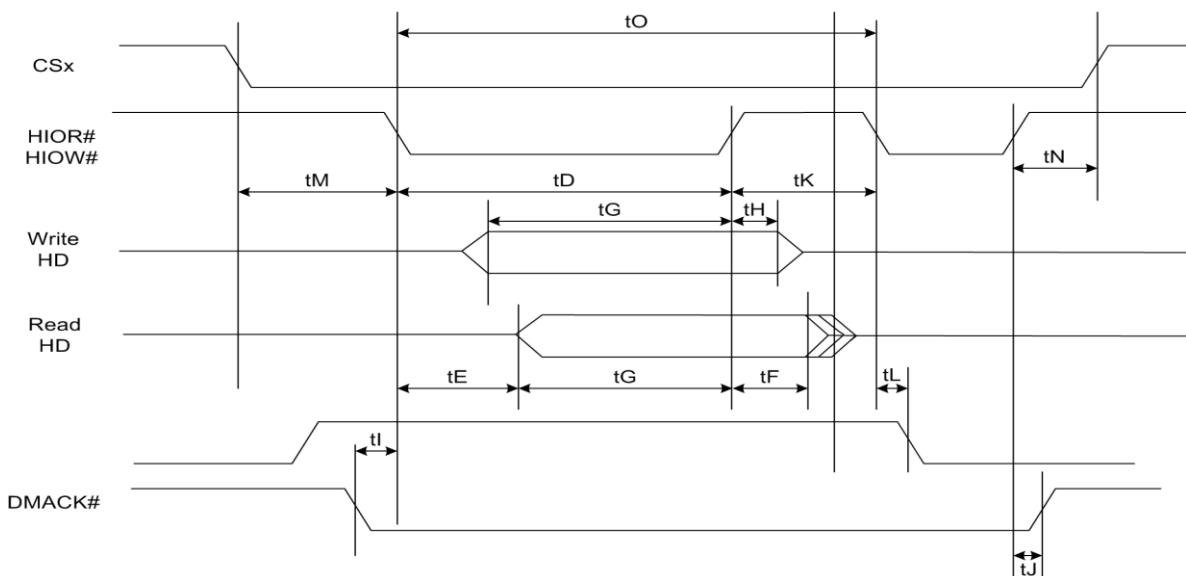 tO
CSx
HIOR#
HIOW#
tN
tM
tD
tK
tG
tH
Write
HD
Read
HD
tE
tG
tF
tL
tI
DMACK#
tJ